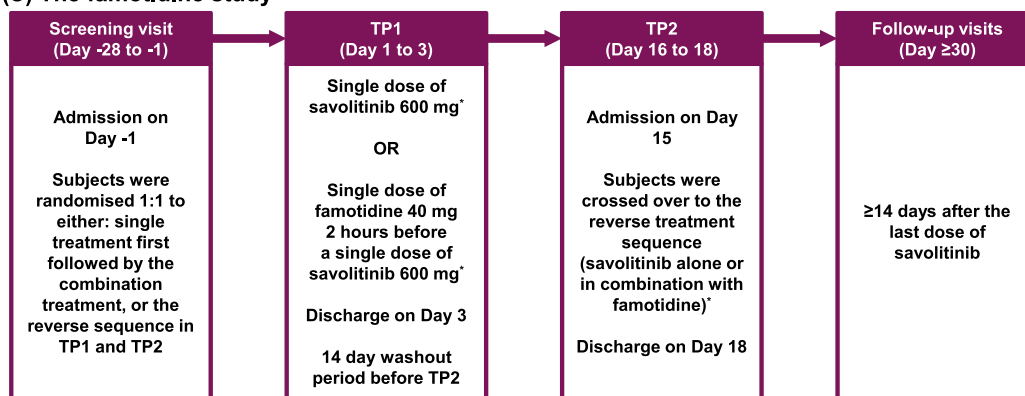 (C) The famotidine study
Screening visit
(Day -28 to -1)
Admission on
Day -1
Subjects were
randomised 1:1 to
either: single
treatment first
followed by the
combination
treatment, or the
reverse sequence in
TP1 and TP2
TP1
(Day 1 to 3)
Single dose of
savolitinib 600 mg*
OR
Single dose of
famotidine 40 mg
2 hours before
a single dose of
savolitinib 600 mg*
Discharge on Day 3
14 day washout
period before TP2
TP2
(Day 16 to 18)
Admission on Day
15
Subjects were
crossed over to the
reverse treatment
sequence
(savolitinib alone or
in combination with
famotidine)*
Discharge on Day 18
Follow-up visits
(Day ≥30)
≥14 days after the
last dose of
savolitinib